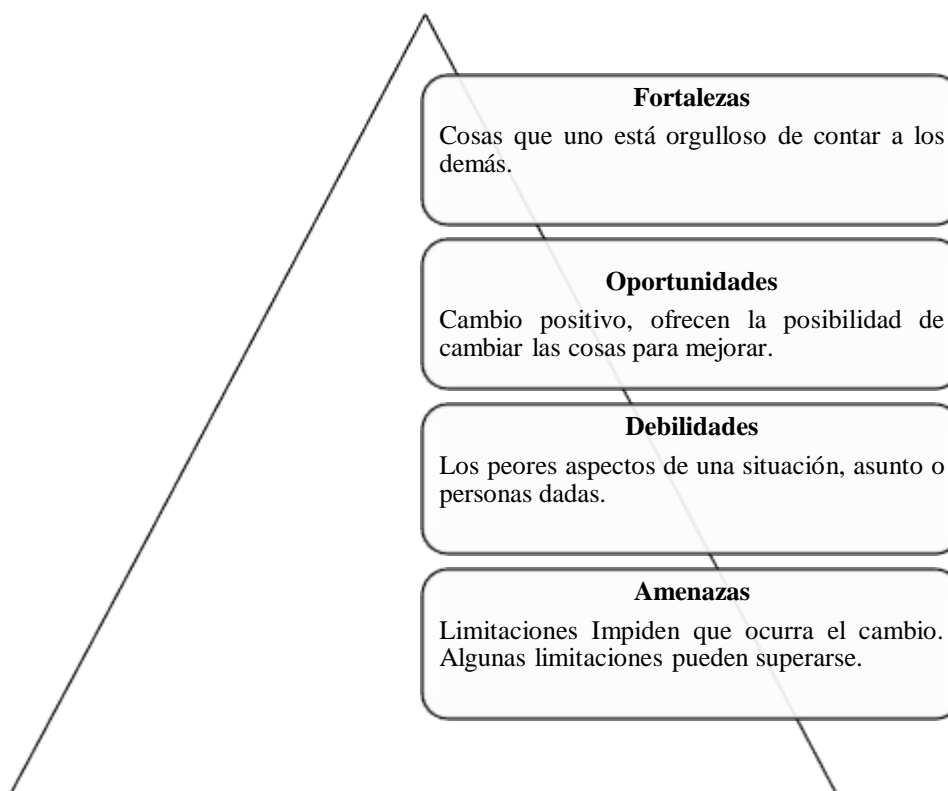 Fortalezas
Cosas que uno está orgulloso de contar a los
demás.
Oportunidades
Cambio positivo, ofrecen la posibilidad de
cambiar las cosas para mejorar.
Debilidades
Los peores aspectos de una situación, asunto o
personas dadas.
Amenazas
Limitaciones Impiden que ocurra el cambio.
Algunas limitaciones pueden superarse.